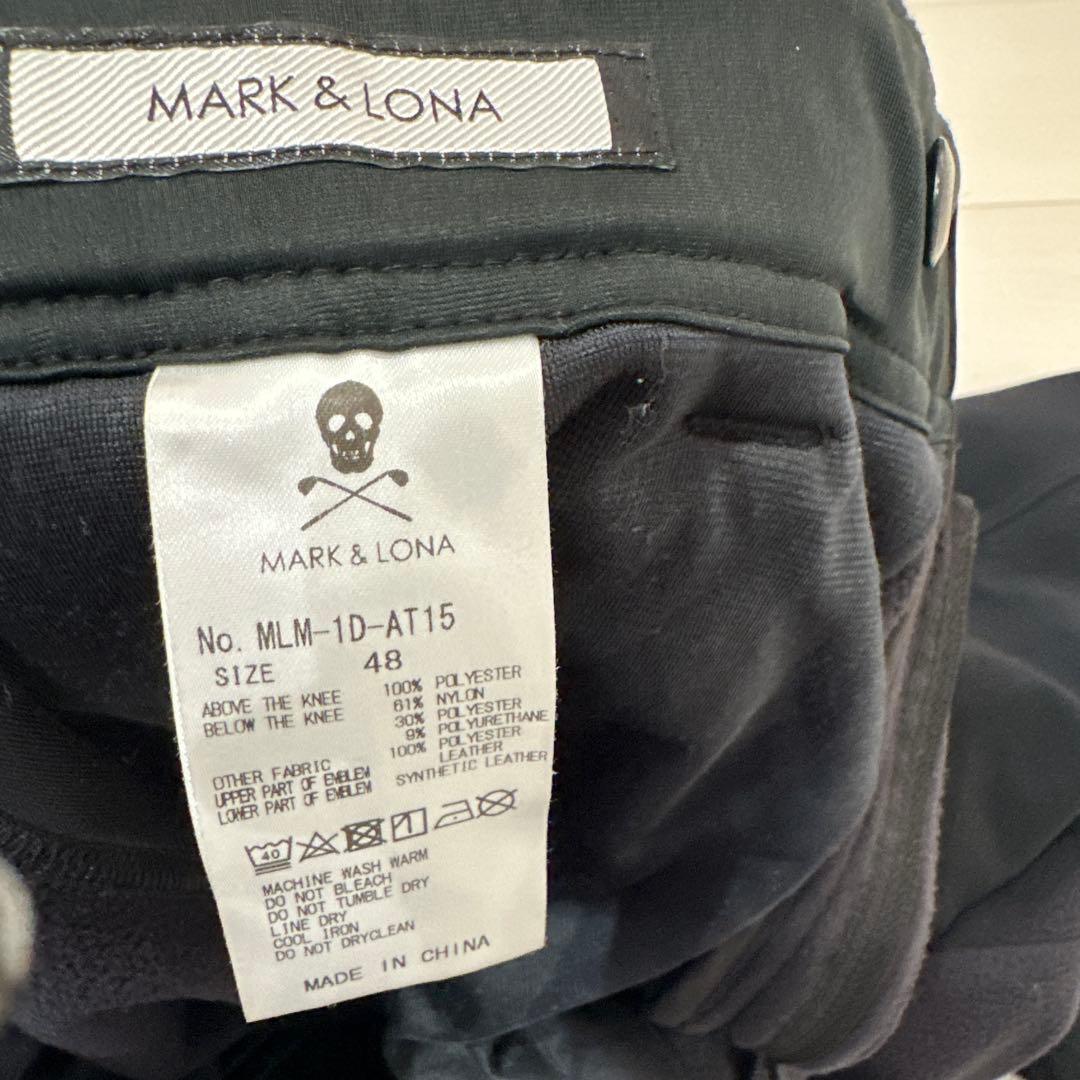 MARK & LONA
MARK & LONA
No. MLM-1D-AT15
SIZE 48
ABOVE THE KNEE 100% POLYESTER
BELOW THE KNEE 61% NYLON
30% POLYESTER
9% POLYURETHANE
OTHER FABRIC 100% POLYESTER
UPPER PART OF EMBLEM LEATHER
LOWER PART OF EMBLEM SYNTHETIC LEATHER
40
MACHINE WASH WARM
DO NOT BLEACH
DO NOT TUMBLE DRY
LINE DRY
COOL IRON
DO NOT DRYCLEAN
MADE IN CHINA